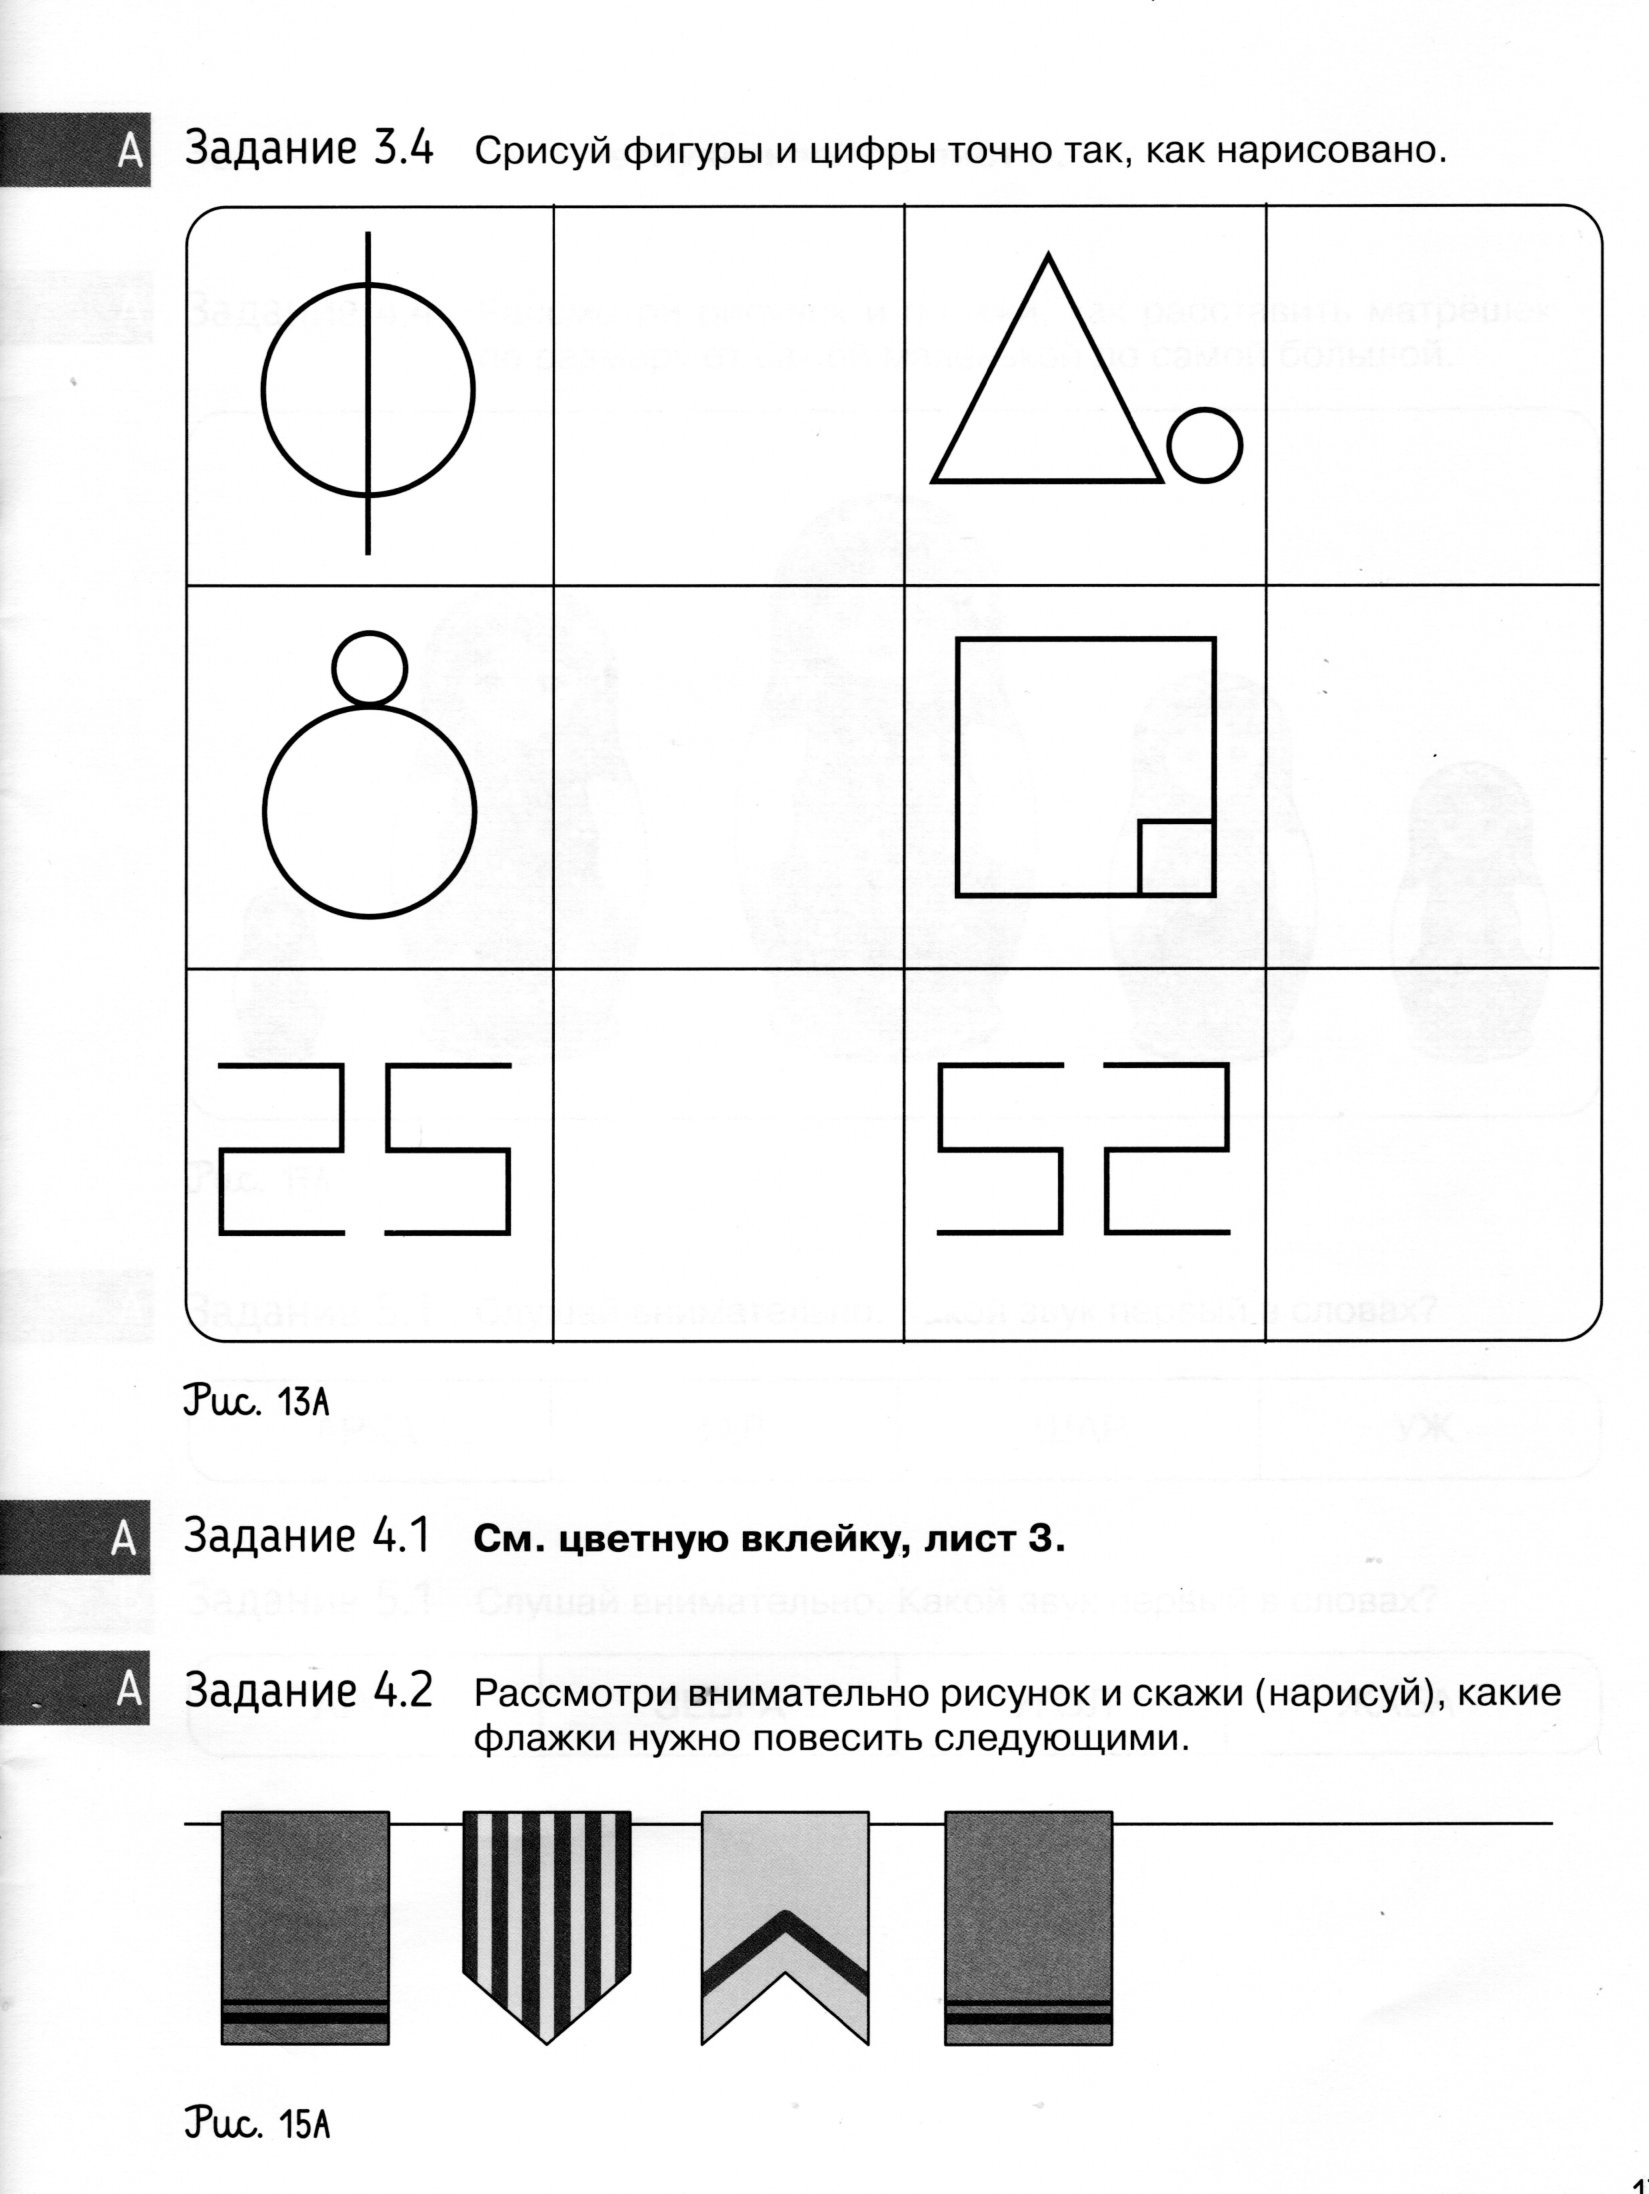 А Задание 3.4 Срисуй фигуры и цифры точно так, как нарисовано.
25 52
Рис. 13А
А Задание 4.1 См. цветную вклейку, лист 3.
А Задание 4.2 Рассмотри внимательно рисунок и скажи (нарисуй), какие
флажки нужно повесить следующими.
Рис. 15А